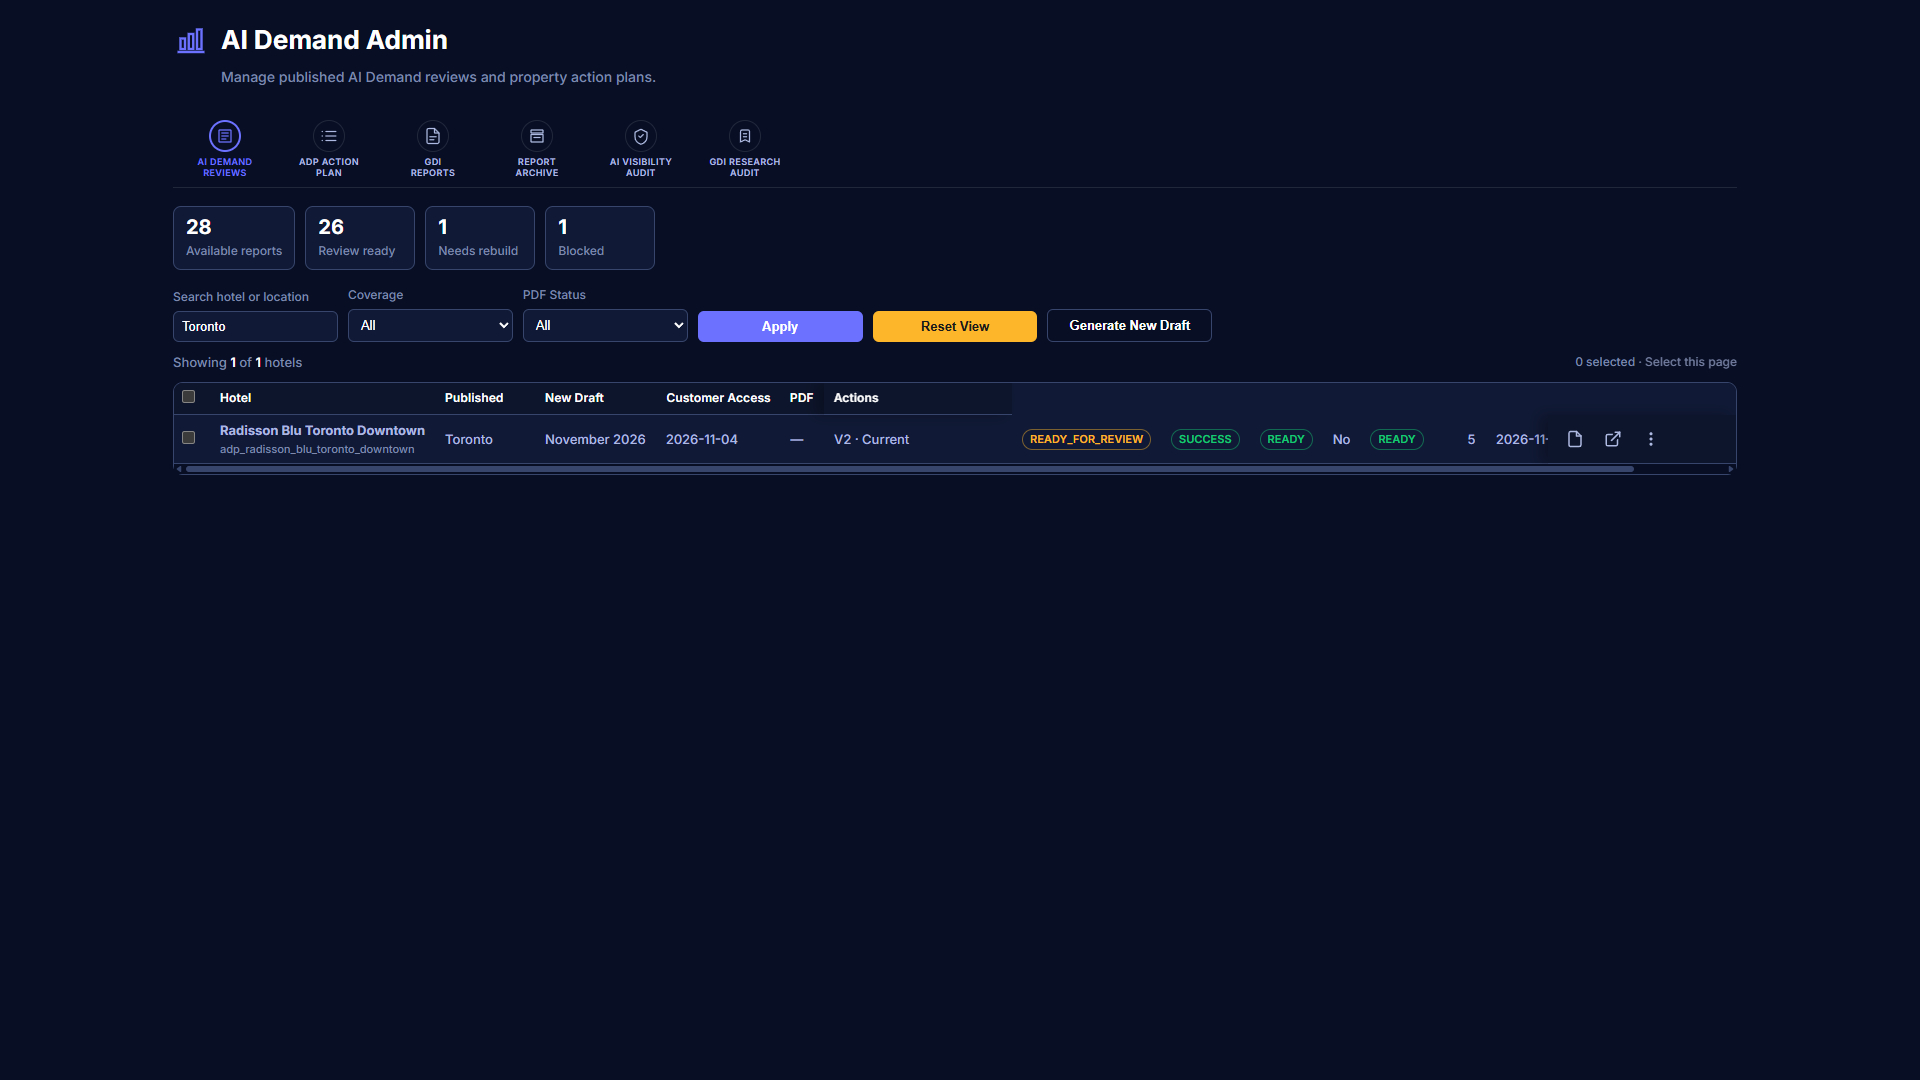 AI Demand Admin
Manage published AI Demand reviews and property action plans.
AI DEMAND
REVIEWS
ADP ACTION
PLAN
GDI
REPORTS
REPORT
ARCHIVE
AI VISIBILITY
AUDIT
GDI RESEARCH
AUDIT
28
Available reports
26
Review ready
1
Needs rebuild
1
Blocked
Search hotel or location
Toronto
Coverage
All
PDF Status
All
Apply
Reset View
Generate New Draft
Showing 1 of 1 hotels
0 selected · Select this page
Hotel Published New Draft Customer Access PDF Actions
Radisson Blu Toronto Downtown
adp_radisson_blu_toronto_downtown
Toronto November 2026 2026-11-04 — V2 · Current READY_FOR_REVIEW SUCCESS READY No READY 5 2026-11-